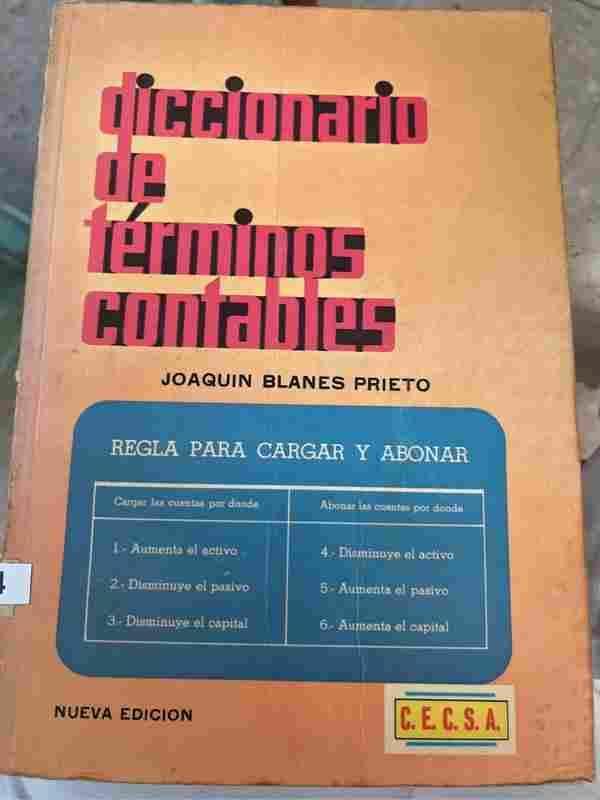 diccionario
de
términos
contables
JOAQUIN BLANES PRIETO
REGLA PARA CARGAR Y ABONAR
Cargar las cuentas por donde
1.- Aumenta el activo
2.- Disminuye el pasivo
3.- Disminuye el capital
Abonar las cuentas por donde
4.- Disminuye el activo
5.- Aumenta el pasivo
6.- Aumenta el capital
4
NUEVA EDICION
C. E. C. S. A.